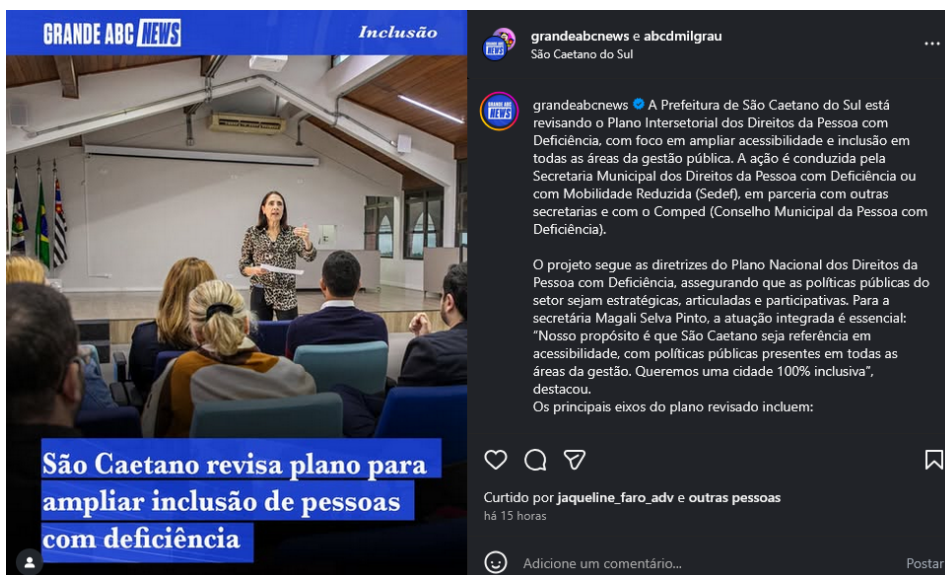 GRANDE ABC NEWS
Inclusão
São Caetano revisa plano para
ampliar inclusão de pessoas
com deficiência
grandeabcnews e abcdmilgrau
São Caetano do Sul
grandeabcnews A Prefeitura de São Caetano do Sul está
revisando o Plano Intersetorial dos Direitos da Pessoa com
Deficiência, com foco em ampliar acessibilidade e inclusão em
todas as áreas da gestão pública. A ação é conduzida pela
Secretaria Municipal dos Direitos da Pessoa com Deficiência ou
com Mobilidade Reduzida (Sedef), em parceria com outras
secretarias e com o Comped (Conselho Municipal da Pessoa com
Deficiência).
O projeto segue as diretrizes do Plano Nacional dos Direitos da
Pessoa com Deficiência, assegurando que as políticas públicas do
setor sejam estratégicas, articuladas e participativas. Para a
secretária Magali Selva Pinto, a atuação integrada é essencial:
“Nosso propósito é que São Caetano seja referência em
acessibilidade, com políticas públicas presentes em todas as
áreas da gestão. Queremos uma cidade 100% inclusiva”,
destacou.
Os principais eixos do plano revisado incluem:
Curtido por jaqueline_faro_adv e outras pessoas
há 15 horas
Adicione um comentário...
Postar